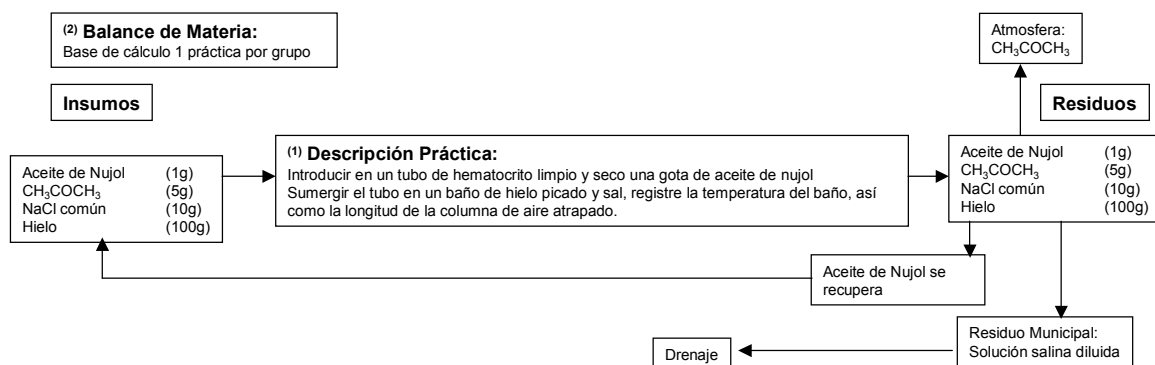 (2) Balance de Materia:
Base de cálculo 1 práctica por grupo
Atmosfera:
CH₃COCH₃
Insumos
Residuos
Aceite de Nujol (1g)
CH₃COCH₃ (5g)
NaCl común (10g)
Hielo (100g)
(1) Descripción Práctica:
Introducir en un tubo de hematocrito limpio y seco una gota de aceite de nujol
Sumergir el tubo en un baño de hielo picado y sal, registre la temperatura del baño, así
como la longitud de la columna de aire atrapado.
Aceite de Nujol (1g)
CH₃COCH₃ (5g)
NaCl común (10g)
Hielo (100g)
Aceite de Nujol se
recupera
Residuo Municipal:
Solución salina diluida
Drenaje